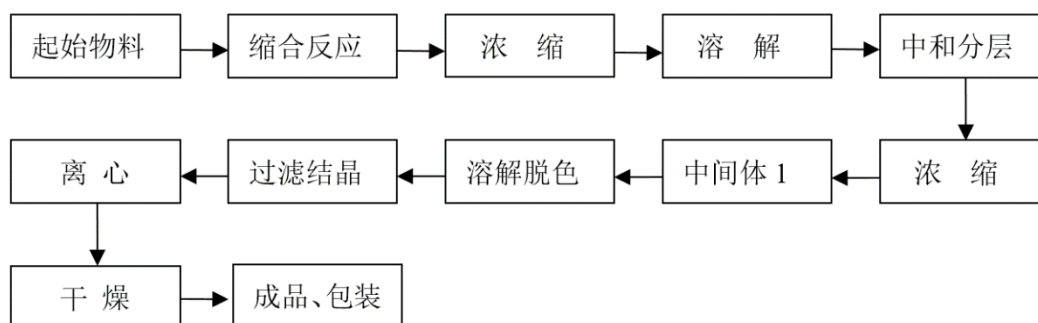 起始物料
缩合反应
浓 缩
溶 解
中和分层
离 心
过滤结晶
溶解脱色
中间体 1
浓 缩
干 燥
成品、包装